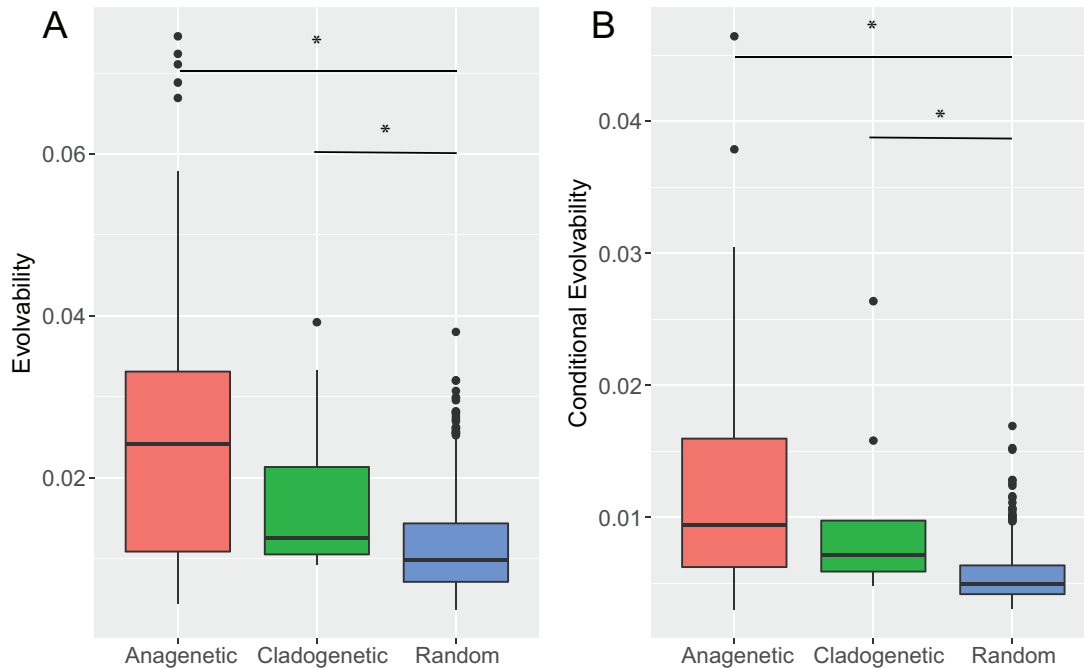 A
*
*
0.06
0.04
0.02
Evolvability
Anagenetic Cladogenetic Random
B
*
*
0.04
0.03
0.02
0.01
Conditional Evolvability
Anagenetic Cladogenetic Random